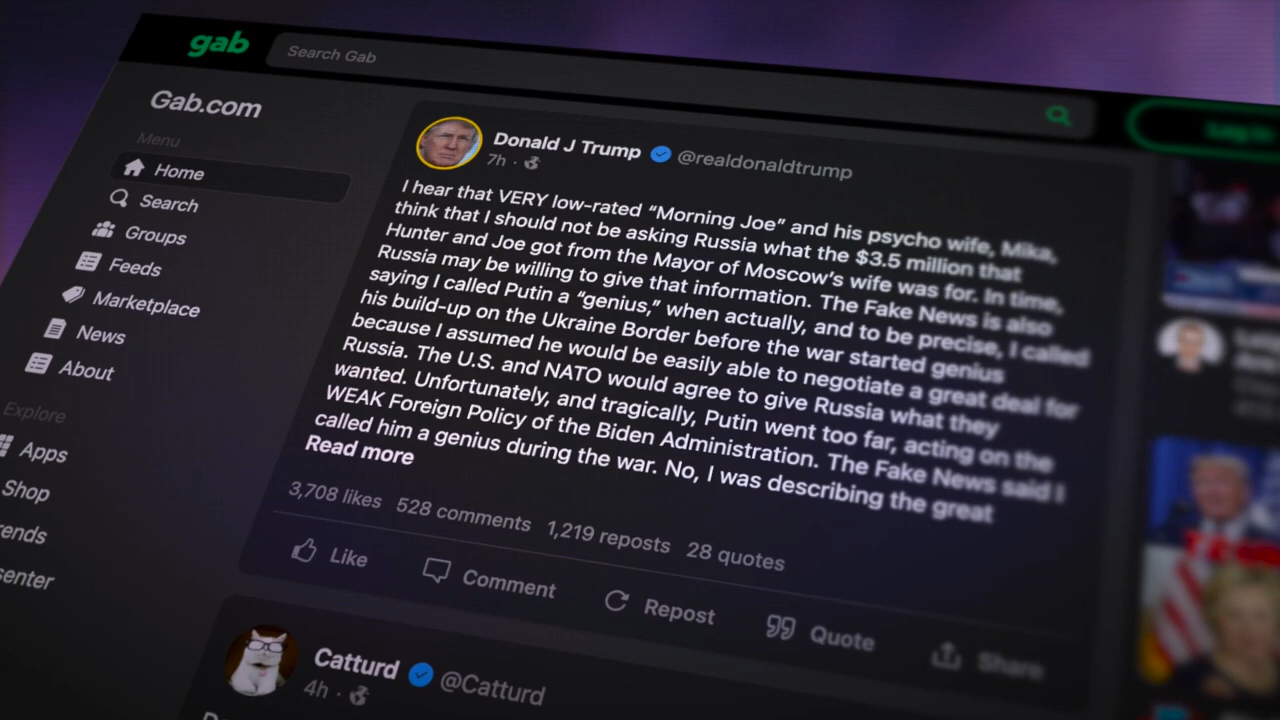 gab
Search Gab
Gab.com
Menu
Home
Search
Groups
Feeds
Marketplace
News
About
Explore
Apps
Shop
rends
senter
Donald J Trump @realdonaldtrump
7h ·
I hear that VERY low-rated “Morning Joe” and his psycho wife, Mika,
think that I should not be asking Russia what the $3.5 million that
Hunter and Joe got from the Mayor of Moscow’s wife was for. In time,
Russia may be willing to give that information. The Fake News is also
saying I called Putin a “genius,” when actually, and to be precise, I called
his build-up on the Ukraine Border before the war started genius
because I assumed he would be easily able to negotiate a great deal for
Russia. The U.S. and NATO would agree to give Russia what they
wanted. Unfortunately, and tragically, Putin went too far, acting on the
WEAK Foreign Policy of the Biden Administration. The Fake News said I
called him a genius during the war. No, I was describing the great
Read more
3,708 likes 528 comments 1,219 reposts 28 quotes
Like Comment Repost Quote Share
Catturd @Catturd
4h ·